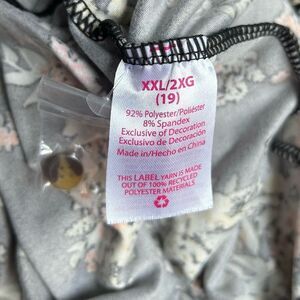 XXL/2XG
(19)
92% Polyester/Poliéster
8% Spandex
Exclusive of Decoration
Exclusivo de Decoración
Made in/Hecho en China
THIS LABEL YARN IS MADE
OUT OF 100% RECYCLED
POLYESTER MATERIALS